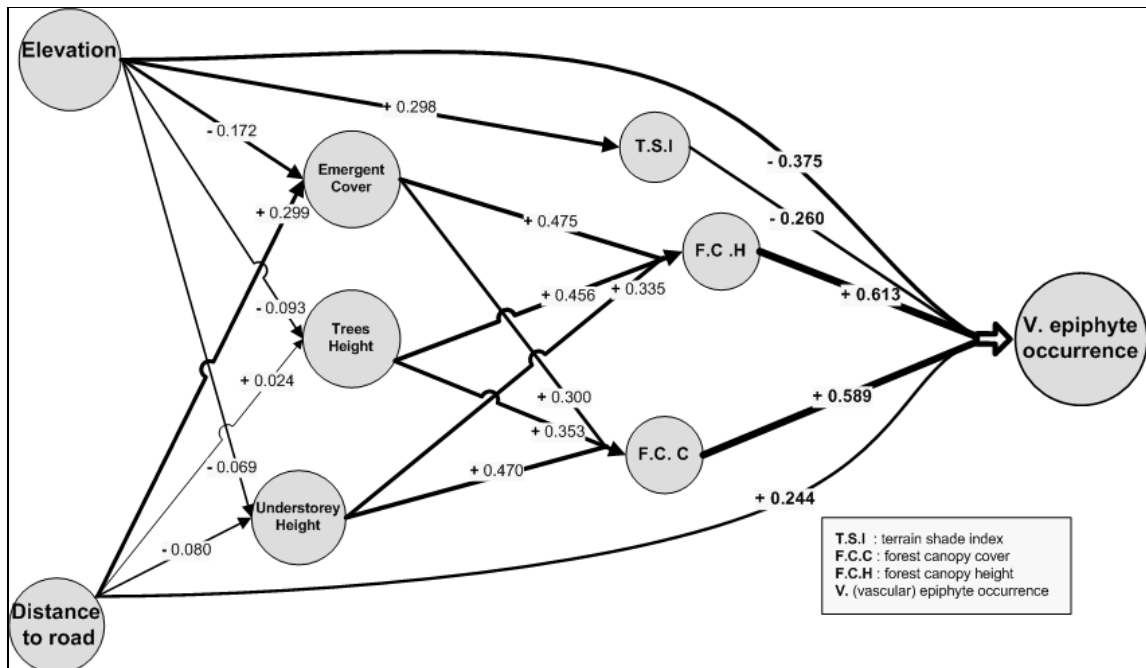 Elevation
+ 0.298
- 0.172
T.S.I
- 0.375
Emergent
Cover
+ 0.299
- 0.260
+ 0.475
F.C .H
+ 0.335
+ 0.456
+ 0.613
- 0.093
Trees
Height
V. epiphyte
occurrence
+ 0.024
+ 0.300
+ 0.589
+ 0.353
F.C. C
- 0.069
+ 0.470
+ 0.244
Understorey
Height
- 0.080
T.S.I : terrain shade index
F.C.C : forest canopy cover
F.C.H : forest canopy height
V. (vascular) epiphyte occurrence
Distance
to road